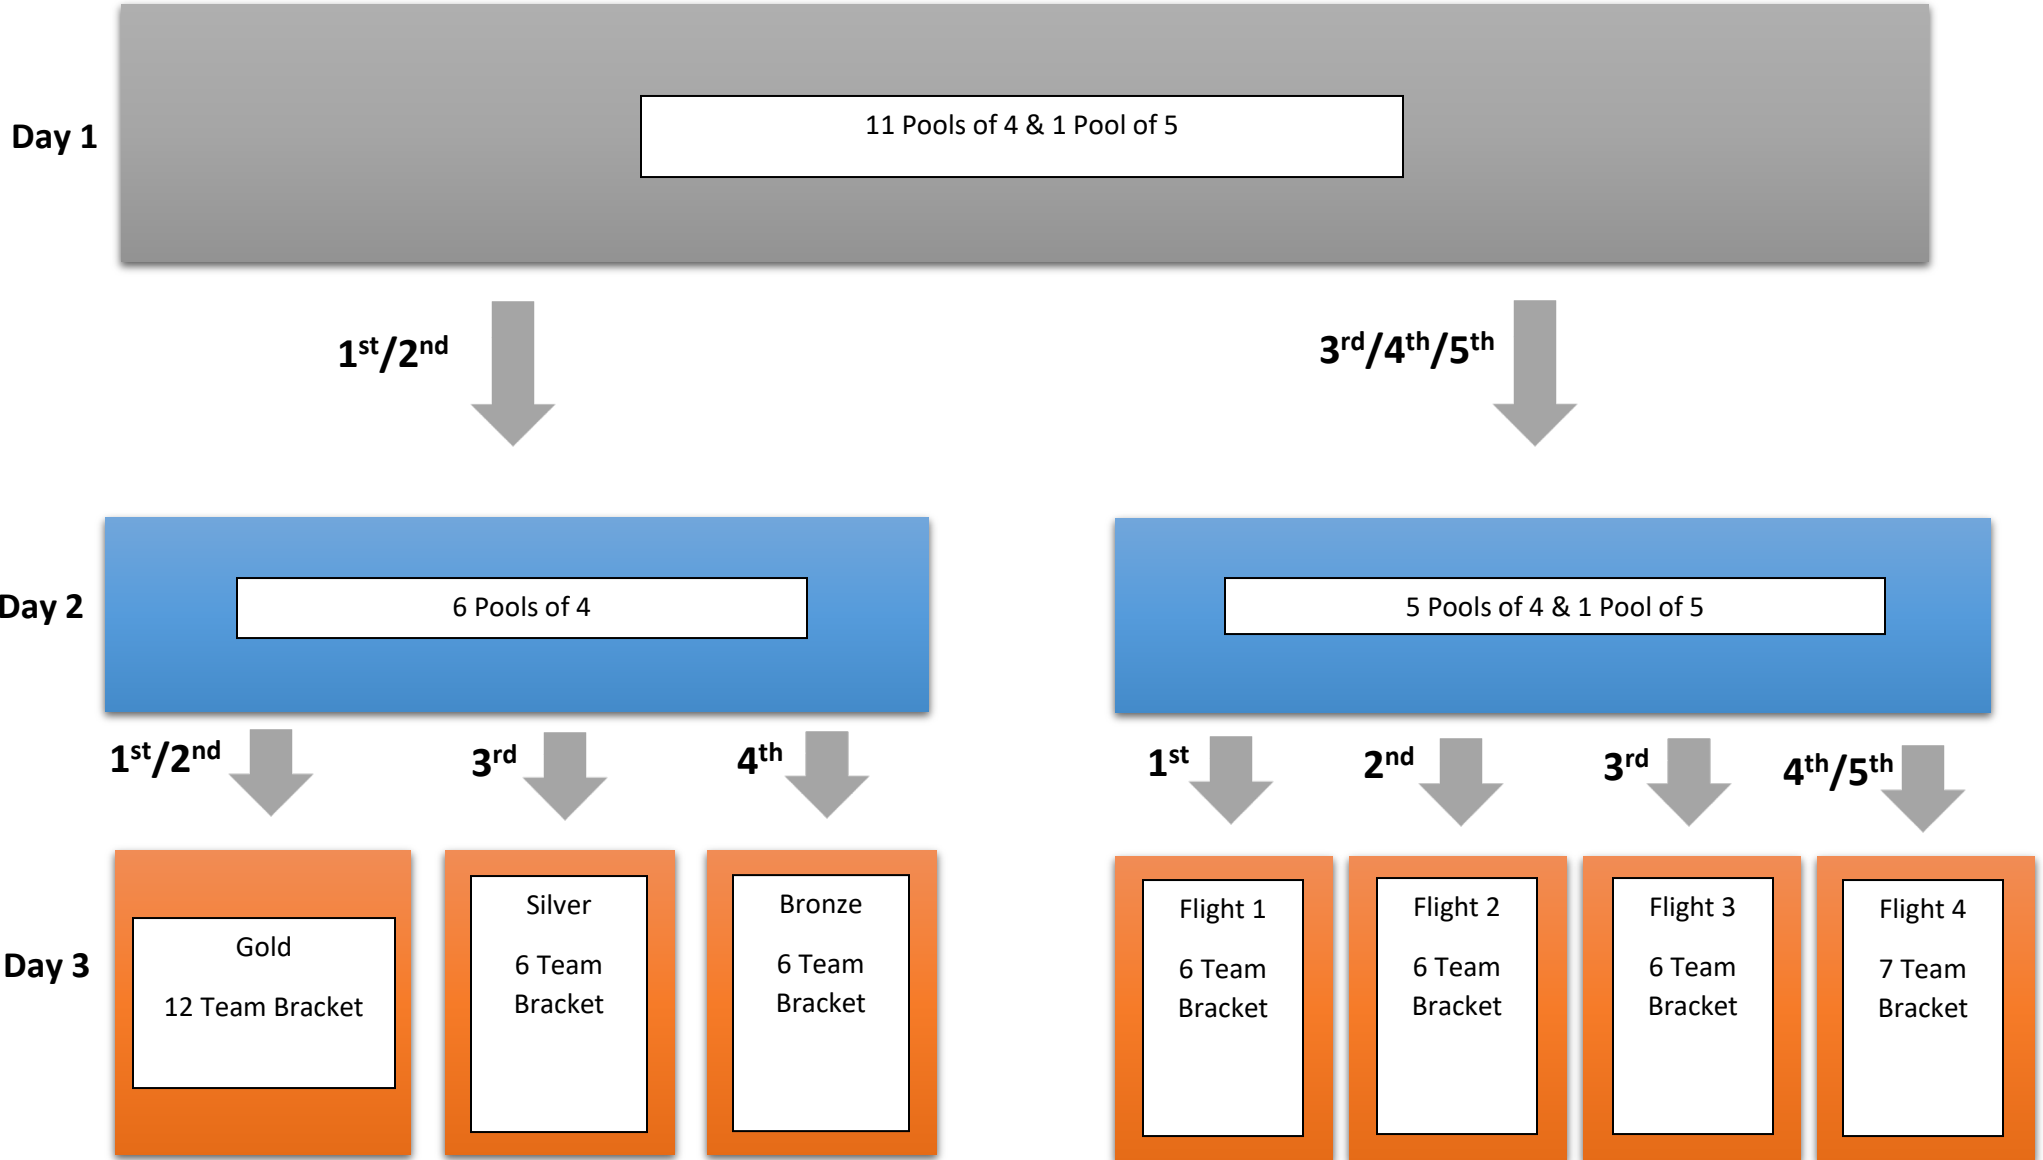 Day 1
11 Pools of 4 & 1 Pool of 5
1st/2nd
3rd/4th/5th
Day 2
6 Pools of 4
5 Pools of 4 & 1 Pool of 5
1st/2nd
3rd
4th
1st
2nd
3rd
4th/5th
Day 3
Gold
12 Team Bracket
Silver
6 Team
Bracket
Bronze
6 Team
Bracket
Flight 1
6 Team
Bracket
Flight 2
6 Team
Bracket
Flight 3
6 Team
Bracket
Flight 4
7 Team
Bracket